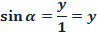 sin α = y/1 = y